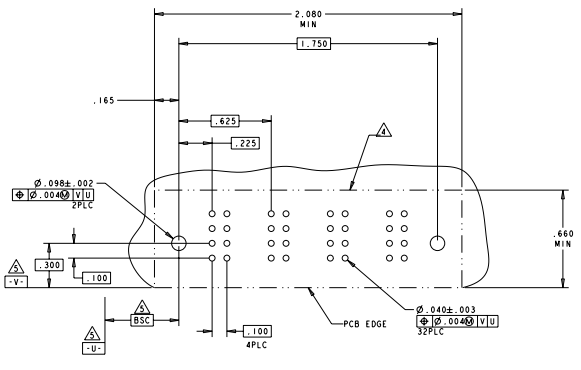 2.080
MIN
1.750
.165
.625
.225
4
Ø.098±.002
⌖ Ø.004Ⓜ V U
2PLC
.660
MIN
5
-V-
.300
.100
5
BSC
5
-U-
.100
4PLC
PCB EDGE
Ø.040±.003
⌖ Ø.004Ⓜ V U
32PLC